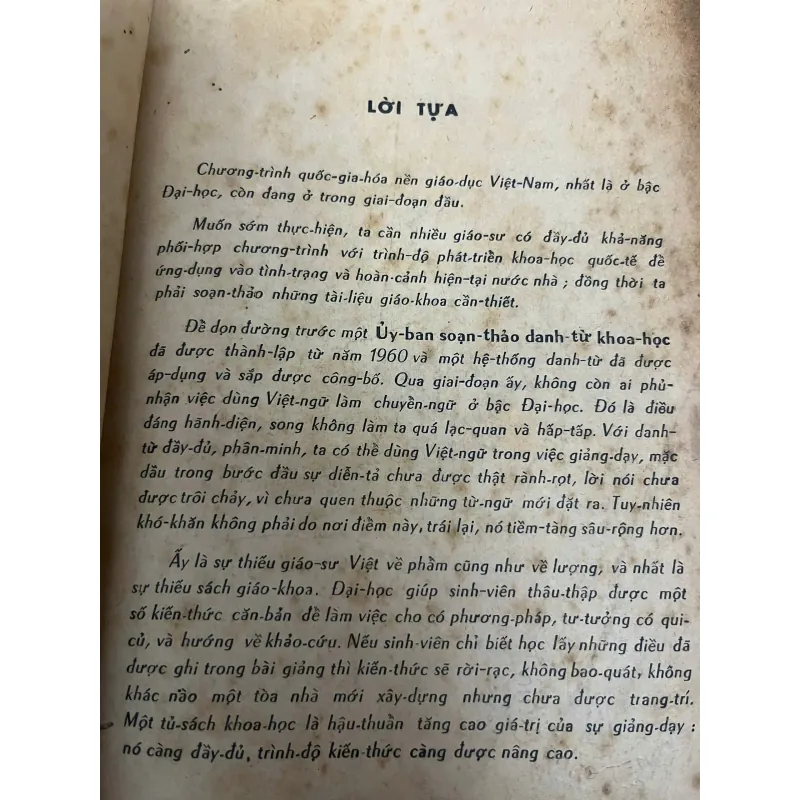 LỜI TỰA
Chương-trình quốc-gia-hóa nền giáo-dục Việt-Nam, nhất là ở bậc
Đại-học, còn đang ở trong giai-đoạn đầu.
Muốn sớm thực-hiện, ta cần nhiều giáo-sư có đầy-đủ khả-năng
phối-hợp chương-trình với trình-độ phát-triển khoa-học quốc-tế để
ứng-dụng vào tình-trạng và hoàn-cảnh hiện-tại nước nhà ; đồng thời ta
phải soạn-thảo những tài-liệu giáo-khoa cần-thiết.
Để dọn đường trước một Ủy-ban soạn-thảo danh-từ khoa-học
đã được thành-lập từ năm 1960 và một hệ-thống danh-từ đã được
áp-dụng và sắp được công-bố. Qua giai-đoạn ấy, không còn ai phủ-
nhận việc dùng Việt-ngữ làm chuyển-ngữ ở bậc Đại-học. Đó là điều
đáng hãnh-diện, song không làm ta quá lạc-quan và hấp-tấp. Với danh-
từ đầy-đủ, phân-minh, ta có thể dùng Việt-ngữ trong việc giảng-dạy, mặc
dầu trong bước đầu sự diễn-tả chưa được thật rành-rọt, lời nói chưa
được trôi chảy, vì chưa quen thuộc những từ-ngữ mới đặt ra. Tuy-nhiên
khó-khăn không phải do nơi điểm này, trái lại, nó tiềm-tàng sâu-rộng hơn.
Ấy là sự thiếu giáo-sư Việt về phẩm cũng như về lượng, và nhất là
sự thiếu sách giáo-khoa. Đại-học giúp sinh-viên thâu-thập được một
số kiến-thức căn-bản để làm việc cho có phương-pháp, tư-tưởng có qui-
củ, và hướng về khảo-cứu. Nếu sinh-viên chỉ biết học lấy những điều đã
được ghi trong bài giảng thì kiến-thức sẽ rời-rạc, không bao-quát, không
khác nào một tòa nhà mới xây-dựng nhưng chưa được trang-trí.
Một tủ-sách khoa-học là hậu-thuẫn tăng cao giá-trị của sự giảng-dạy :
nó càng đầy-đủ, trình-độ kiến-thức càng được nâng cao.